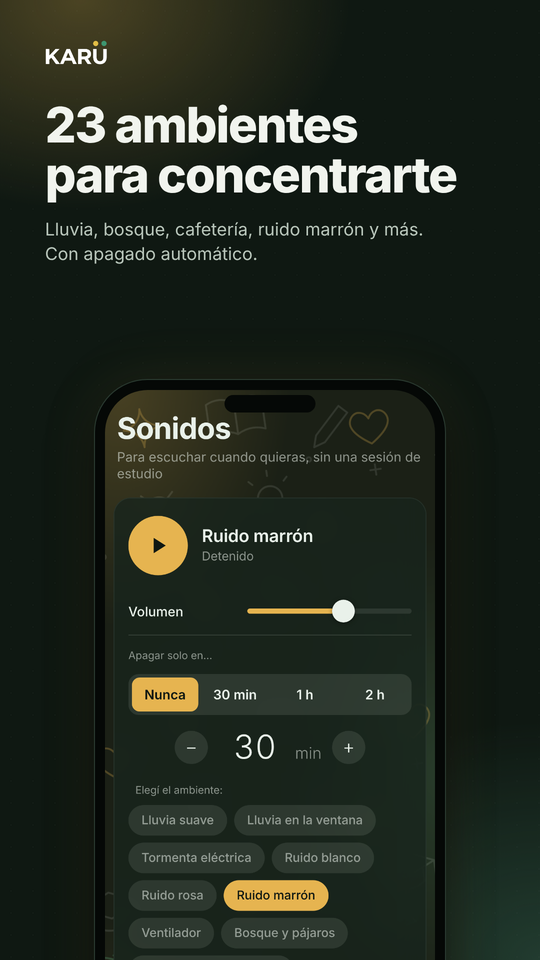 KARÜ
23 ambientes
para concentrarte
Lluvia, bosque, cafetería, ruido marrón y más.
Con apagado automático.
Sonidos
Para escuchar cuando quieras, sin una sesión de
estudio
Ruido marrón
Detenido
Volumen
Apagar solo en...
Nunca 30 min 1 h 2 h
− 30 min +
Elegí el ambiente:
Lluvia suave Lluvia en la ventana
Tormenta eléctrica Ruido blanco
Ruido rosa Ruido marrón
Ventilador Bosque y pájaros